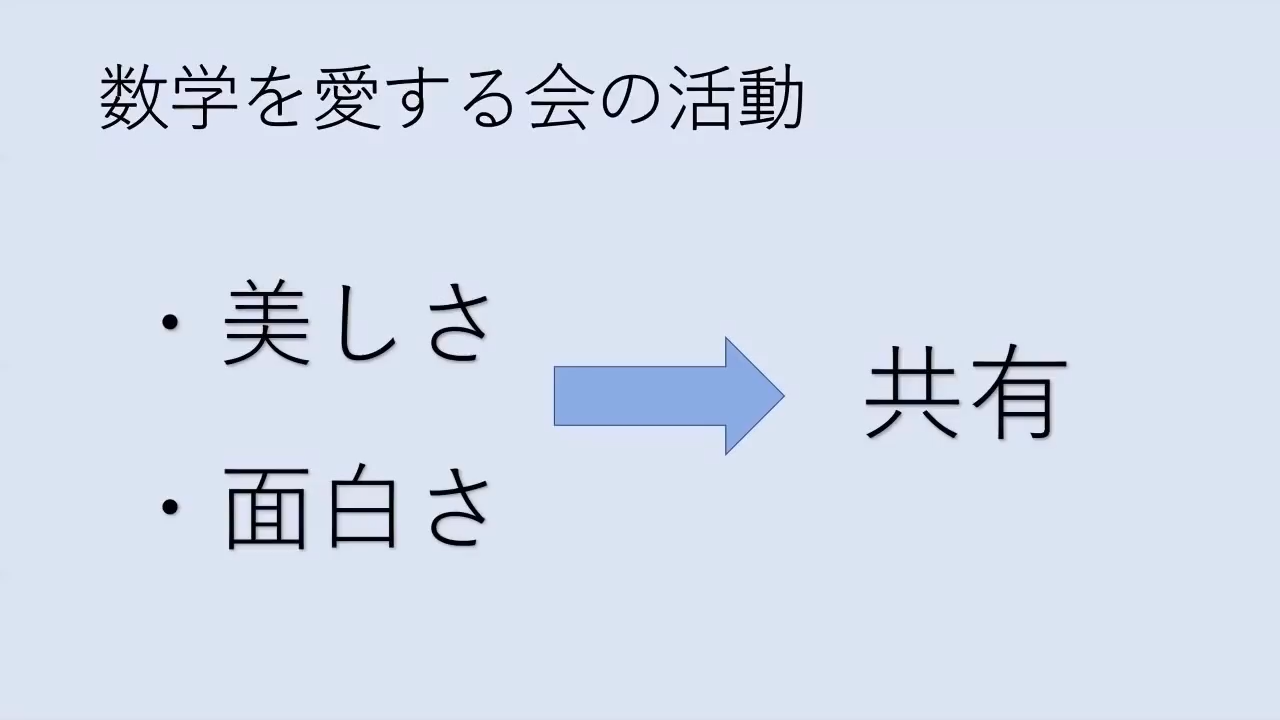 数学を愛する会の活動
・美しさ
・面白さ
共有